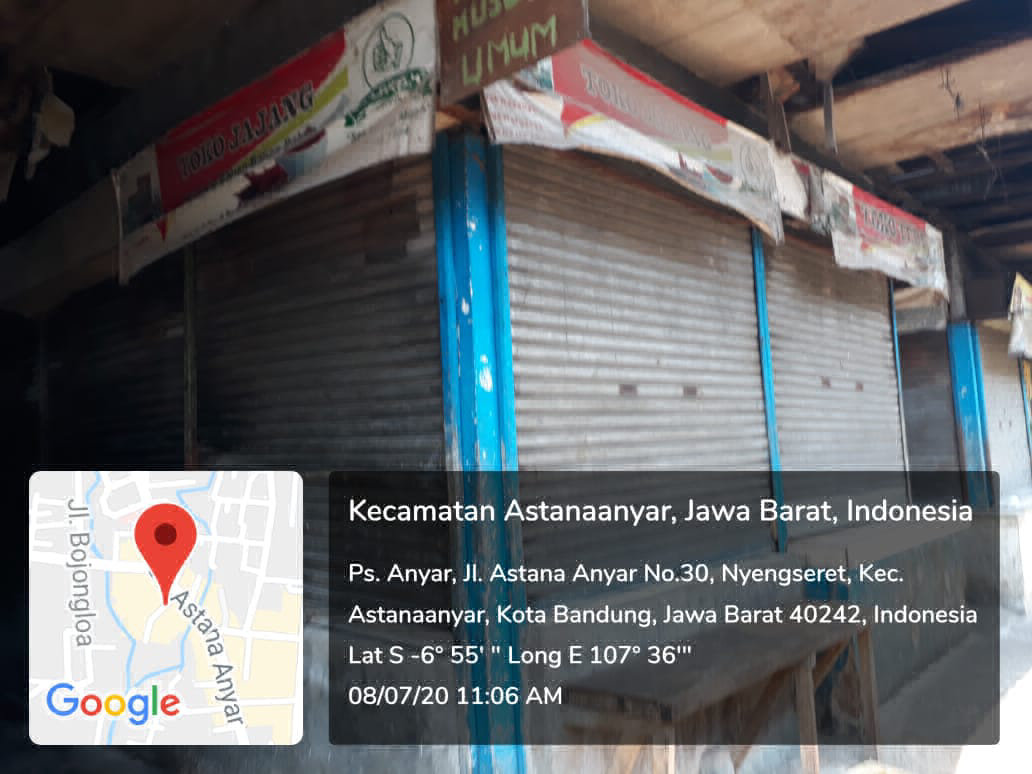 UMUM
TOKO JAJANG
TOKO
Jl. Bojongloa
Astana Anyar
Google
Kecamatan Astanaanyar, Jawa Barat, Indonesia
Ps. Anyar, Jl. Astana Anyar No.30, Nyengseret, Kec.
Astanaanyar, Kota Bandung, Jawa Barat 40242, Indonesia
Lat S -6° 55' " Long E 107° 36'"
08/07/20 11:06 AM